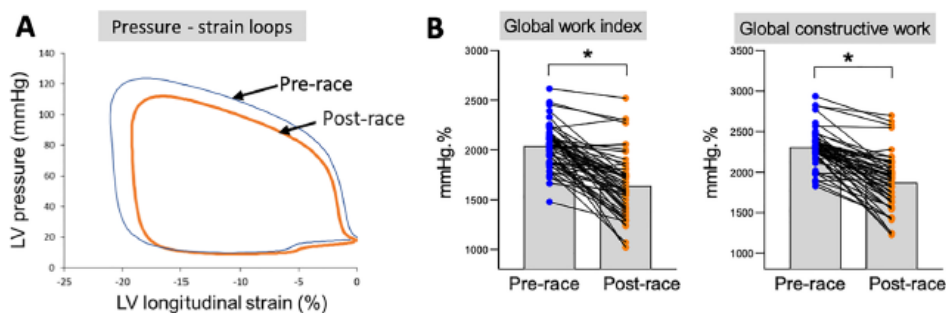 A
Pressure - strain loops
LV pressure (mmHg)
140
120
100
80
60
40
20
0
-25
-20
-15
-10
-5
0
LV longitudinal strain (%)
Pre-race
Post-race
B
Global work index
*
mmHg.%
3000
2500
2000
1500
1000
Pre-race
Post-race
Global constructive work
*
mmHg.%
3500
3000
2500
2000
1500
1000
Pre-race
Post-race